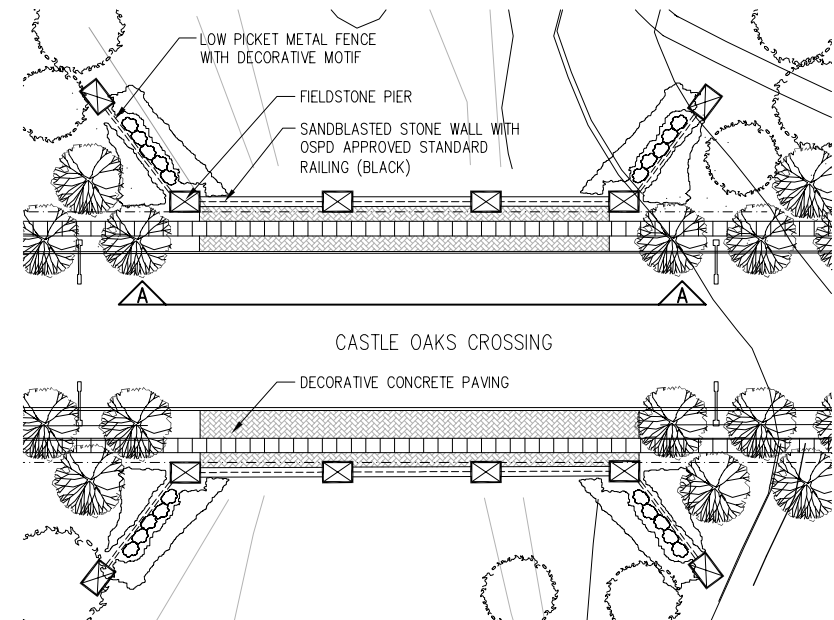 LOW PICKET METAL FENCE
WITH DECORATIVE MOTIF
FIELDSTONE PIER
SANDBLASTED STONE WALL WITH
OSPD APPROVED STANDARD
RAILING (BLACK)
A A
CASTLE OAKS CROSSING
DECORATIVE CONCRETE PAVING